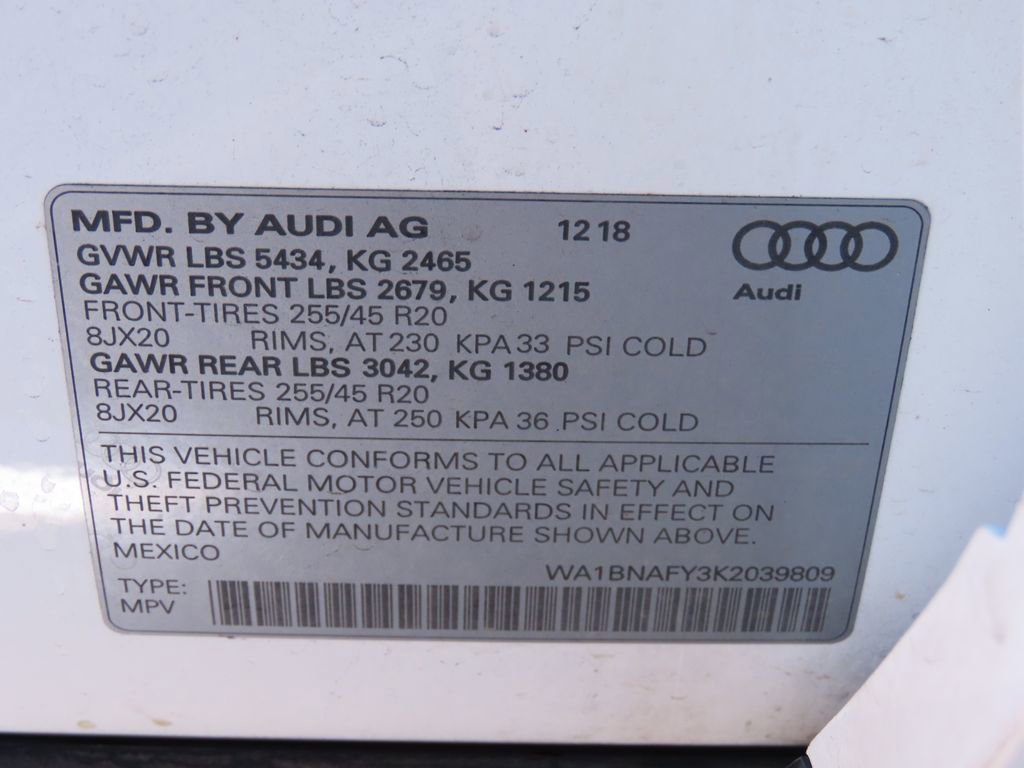 MFD. BY AUDI AG 12 18
GVWR LBS 5434, KG 2465
GAWR FRONT LBS 2679, KG 1215
Audi
FRONT-TIRES 255/45 R20
8JX20 RIMS, AT 230 KPA 33 PSI COLD
GAWR REAR LBS 3042, KG 1380
REAR-TIRES 255/45 R20
8JX20 RIMS, AT 250 KPA 36 PSI COLD
THIS VEHICLE CONFORMS TO ALL APPLICABLE
U.S. FEDERAL MOTOR VEHICLE SAFETY AND
THEFT PREVENTION STANDARDS IN EFFECT ON
THE DATE OF MANUFACTURE SHOWN ABOVE.
MEXICO
WA1BNAFY3K2039809
TYPE:
MPV